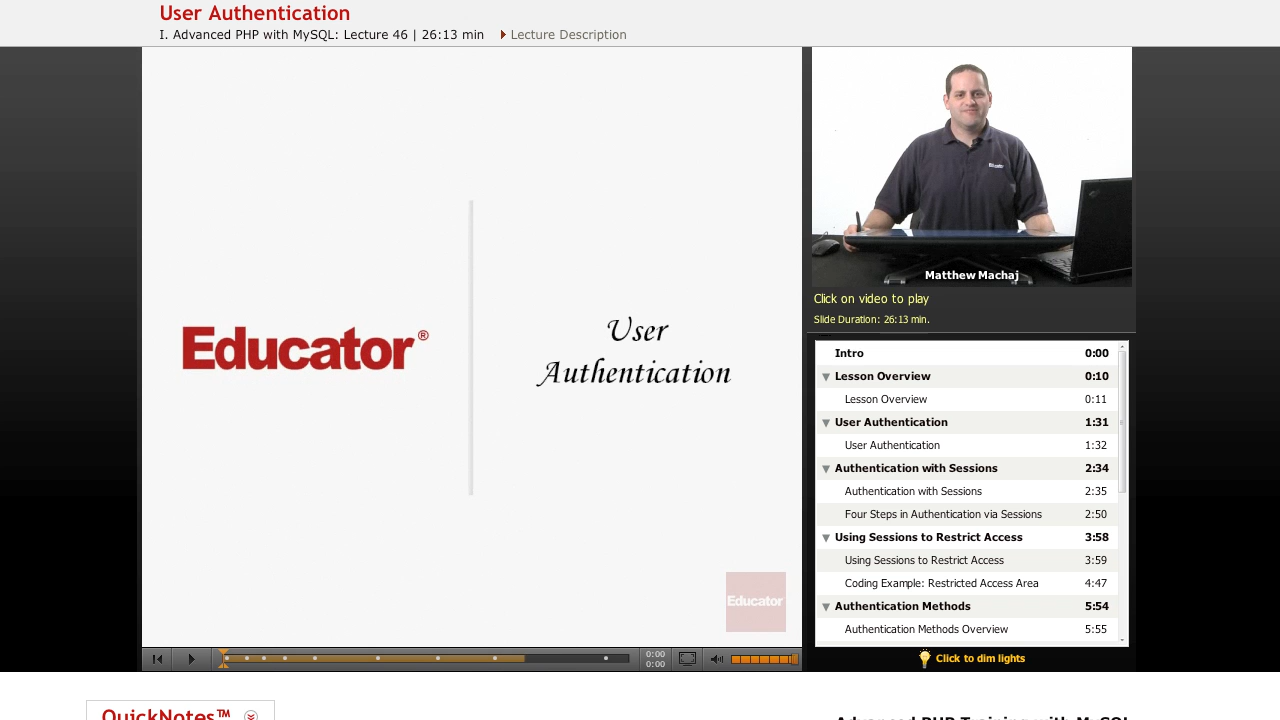 User Authentication
I. Advanced PHP with MySQL: Lecture 46 | 26:13 min Lecture Description
Educator®
User
Authentication
Educator
Matthew Machaj
Click on video to play
Slide Duration: 26:13 min.
Intro 0:00
Lesson Overview 0:10
Lesson Overview 0:11
User Authentication 1:31
User Authentication 1:32
Authentication with Sessions 2:34
Authentication with Sessions 2:35
Four Steps in Authentication via Sessions 2:50
Using Sessions to Restrict Access 3:58
Using Sessions to Restrict Access 3:59
Coding Example: Restricted Access Area 4:47
Authentication Methods 5:54
Authentication Methods Overview 5:55
0:00
0:00
Click to dim lights
QuickNotes™
Advanced PHP Training with MySQL